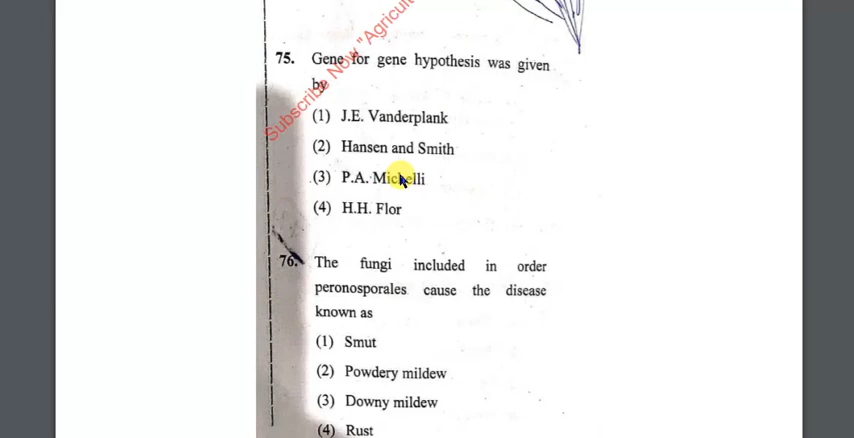 Subscribe Now "Agricult
75. Gene for gene hypothesis was given
by
(1) J.E. Vanderplank
(2) Hansen and Smith
(3) P.A. Michelli
(4) H.H. Flor
76. The fungi included in order
peronosporales cause the disease
known as
(1) Smut
(2) Powdery mildew
(3) Downy mildew
(4) Rust